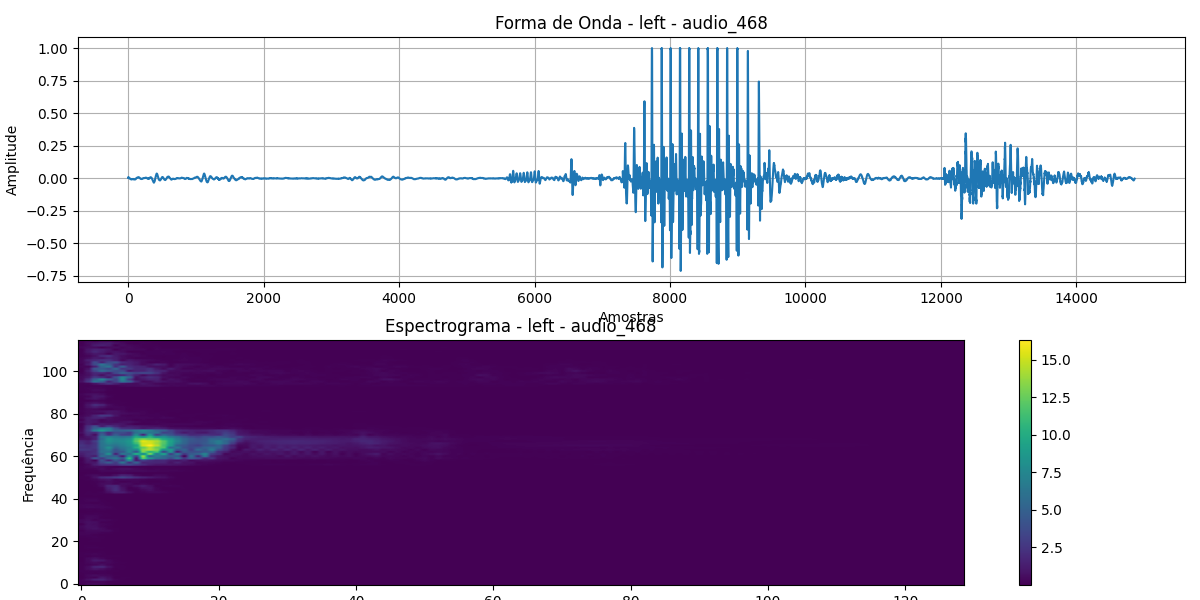 Forma de Onda - left - audio_468
1.00
0.75
0.50
0.25
0.00
−0.25
−0.50
−0.75
Amplitude
0 2000 4000 6000 8000 10000 12000 14000
Amostras
Espectrograma - left - audio_468
100
80
60
40
20
0
Frequência
15.0
12.5
10.0
7.5
5.0
2.5
0 20 40 60 80 100 120